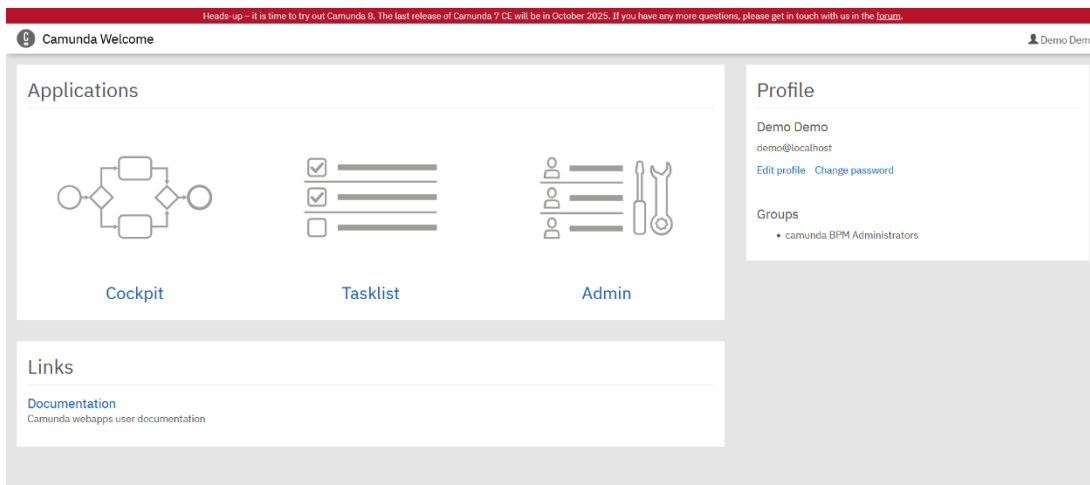 Heads-up – it is time to try out Camunda 8. The last release of Camunda 7 CE will be in October 2025. If you have any more questions, please get in touch with us in the forum.
Camunda Welcome
Demo Dem
Applications
Cockpit
Tasklist
Admin
Links
Documentation
Camunda webapps user documentation
Profile
Demo Demo
demo@localhost
Edit profile Change password
Groups
• camunda BPM Administrators